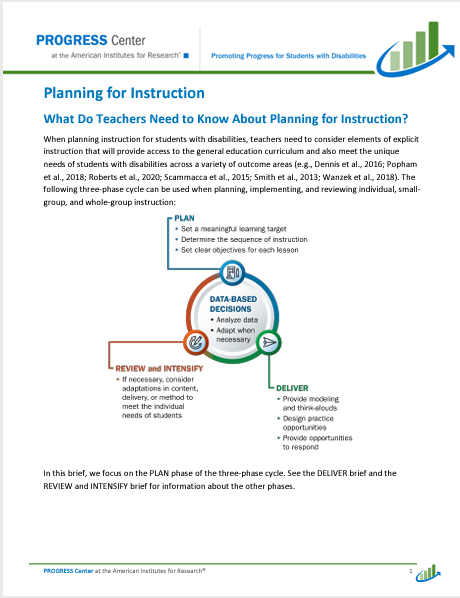 PROGRESS Center
at the American Institutes for Research®
Promoting Progress for Students with Disabilities
Planning for Instruction
What Do Teachers Need to Know About Planning for Instruction?
When planning instruction for students with disabilities, teachers need to consider elements of explicit
instruction that will provide access to the general education curriculum and also meet the unique
needs of students with disabilities across a variety of outcome areas (e.g., Dennis et al., 2016; Popham
et al., 2018; Roberts et al., 2020; Scammacca et al., 2015; Smith et al., 2013; Wanzek et al., 2018). The
following three-phase cycle can be used when planning, implementing, and reviewing individual, small-
group, and whole-group instruction:
PLAN
• Set a meaningful learning target
• Determine the sequence of instruction
• Set clear objectives for each lesson
DATA-BASED
DECISIONS
• Analyze data
• Adapt when
necessary
REVIEW and INTENSIFY
• If necessary, consider
adaptations in content,
delivery, or method to
meet the individual
needs of students
DELIVER
• Provide modeling
and think-alouds
• Design practice
opportunities
• Provide opportunities
to respond
In this brief, we focus on the PLAN phase of the three-phase cycle. See the DELIVER brief and the
REVIEW and INTENSIFY brief for information about the other phases.
PROGRESS Center at the American Institutes for Research®
1